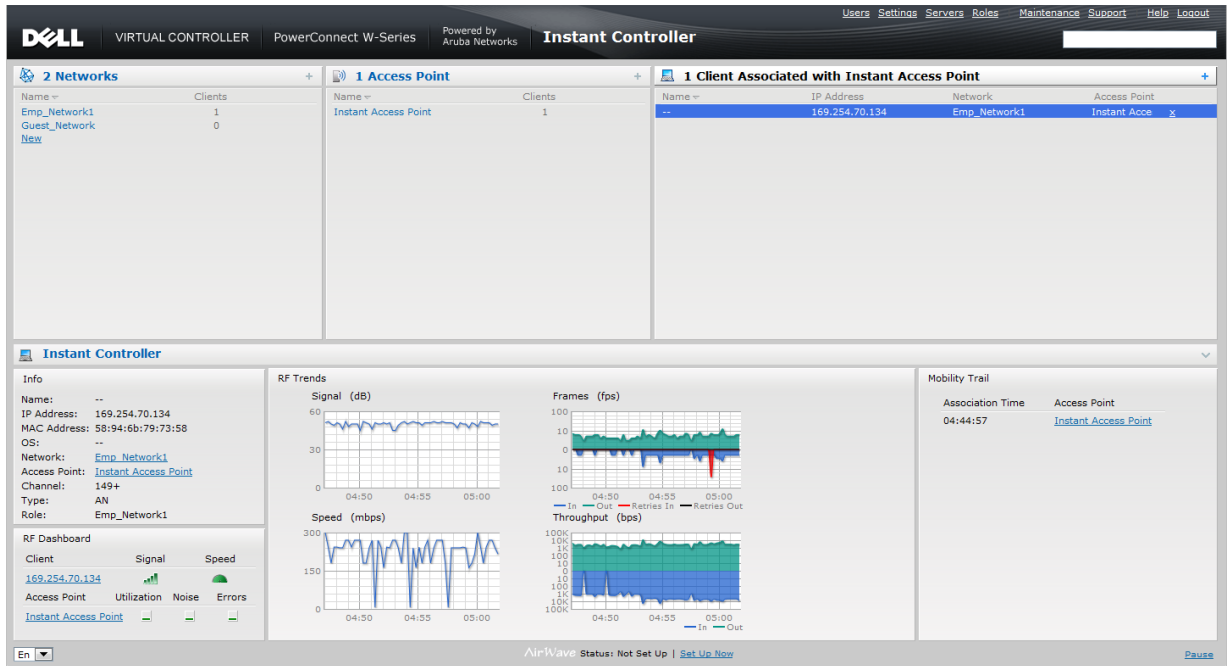 Users Settings Servers Roles Maintenance Support Help Logout
DELL VIRTUAL CONTROLLER PowerConnect W-Series Powered by Aruba Networks Instant Controller
2 Networks +
Name Clients
Emp_Network1 1
Guest_Network 0
New
1 Access Point +
Name Clients
Instant Access Point 1
1 Client Associated with Instant Access Point +
Name IP Address Network Access Point
-- 169.254.70.134 Emp_Network1 Instant Acce x
Instant Controller
Info
Name: --
IP Address: 169.254.70.134
MAC Address: 58:94:6b:79:73:58
OS: --
Network: Emp_Network1
Access Point: Instant Access Point
Channel: 149+
Type: AN
Role: Emp_Network1
RF Dashboard
Client Signal Speed
169.254.70.134
Access Point Utilization Noise Errors
Instant Access Point
RF Trends
Signal (dB)
60
30
0
04:50 04:55 05:00
Frames (fps)
100
10
0
10
100
04:50 04:55 05:00
In Out Retries In Retries Out
Speed (mbps)
300
150
0
04:50 04:55 05:00
Throughput (bps)
100K
10K
1K
100
10
0
10
100
1K
10K
100K
04:50 04:55 05:00
In Out
Mobility Trail
Association Time Access Point
04:44:57 Instant Access Point
En
AirWave Status: Not Set Up | Set Up Now
Pause